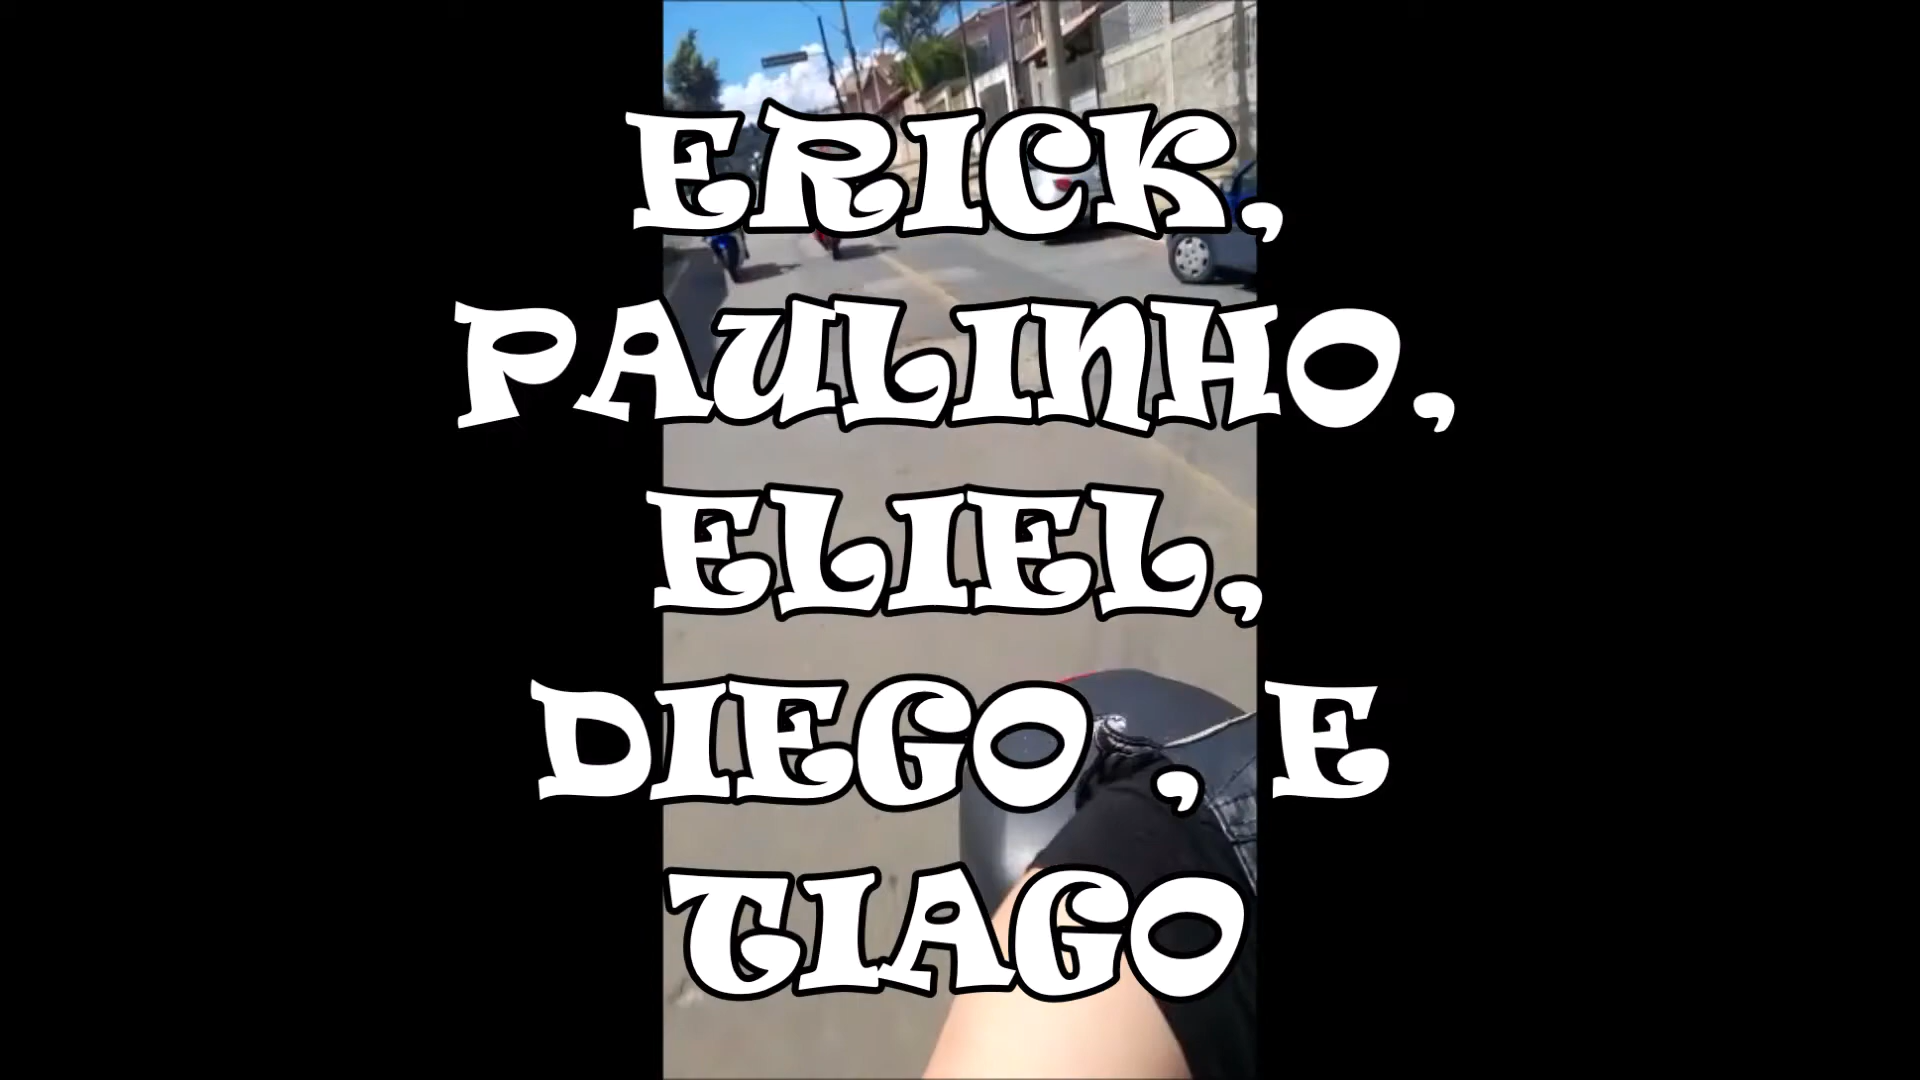 ERICK,
PAULINHO,
ELIEL,
DIEGO , E
TIAGO